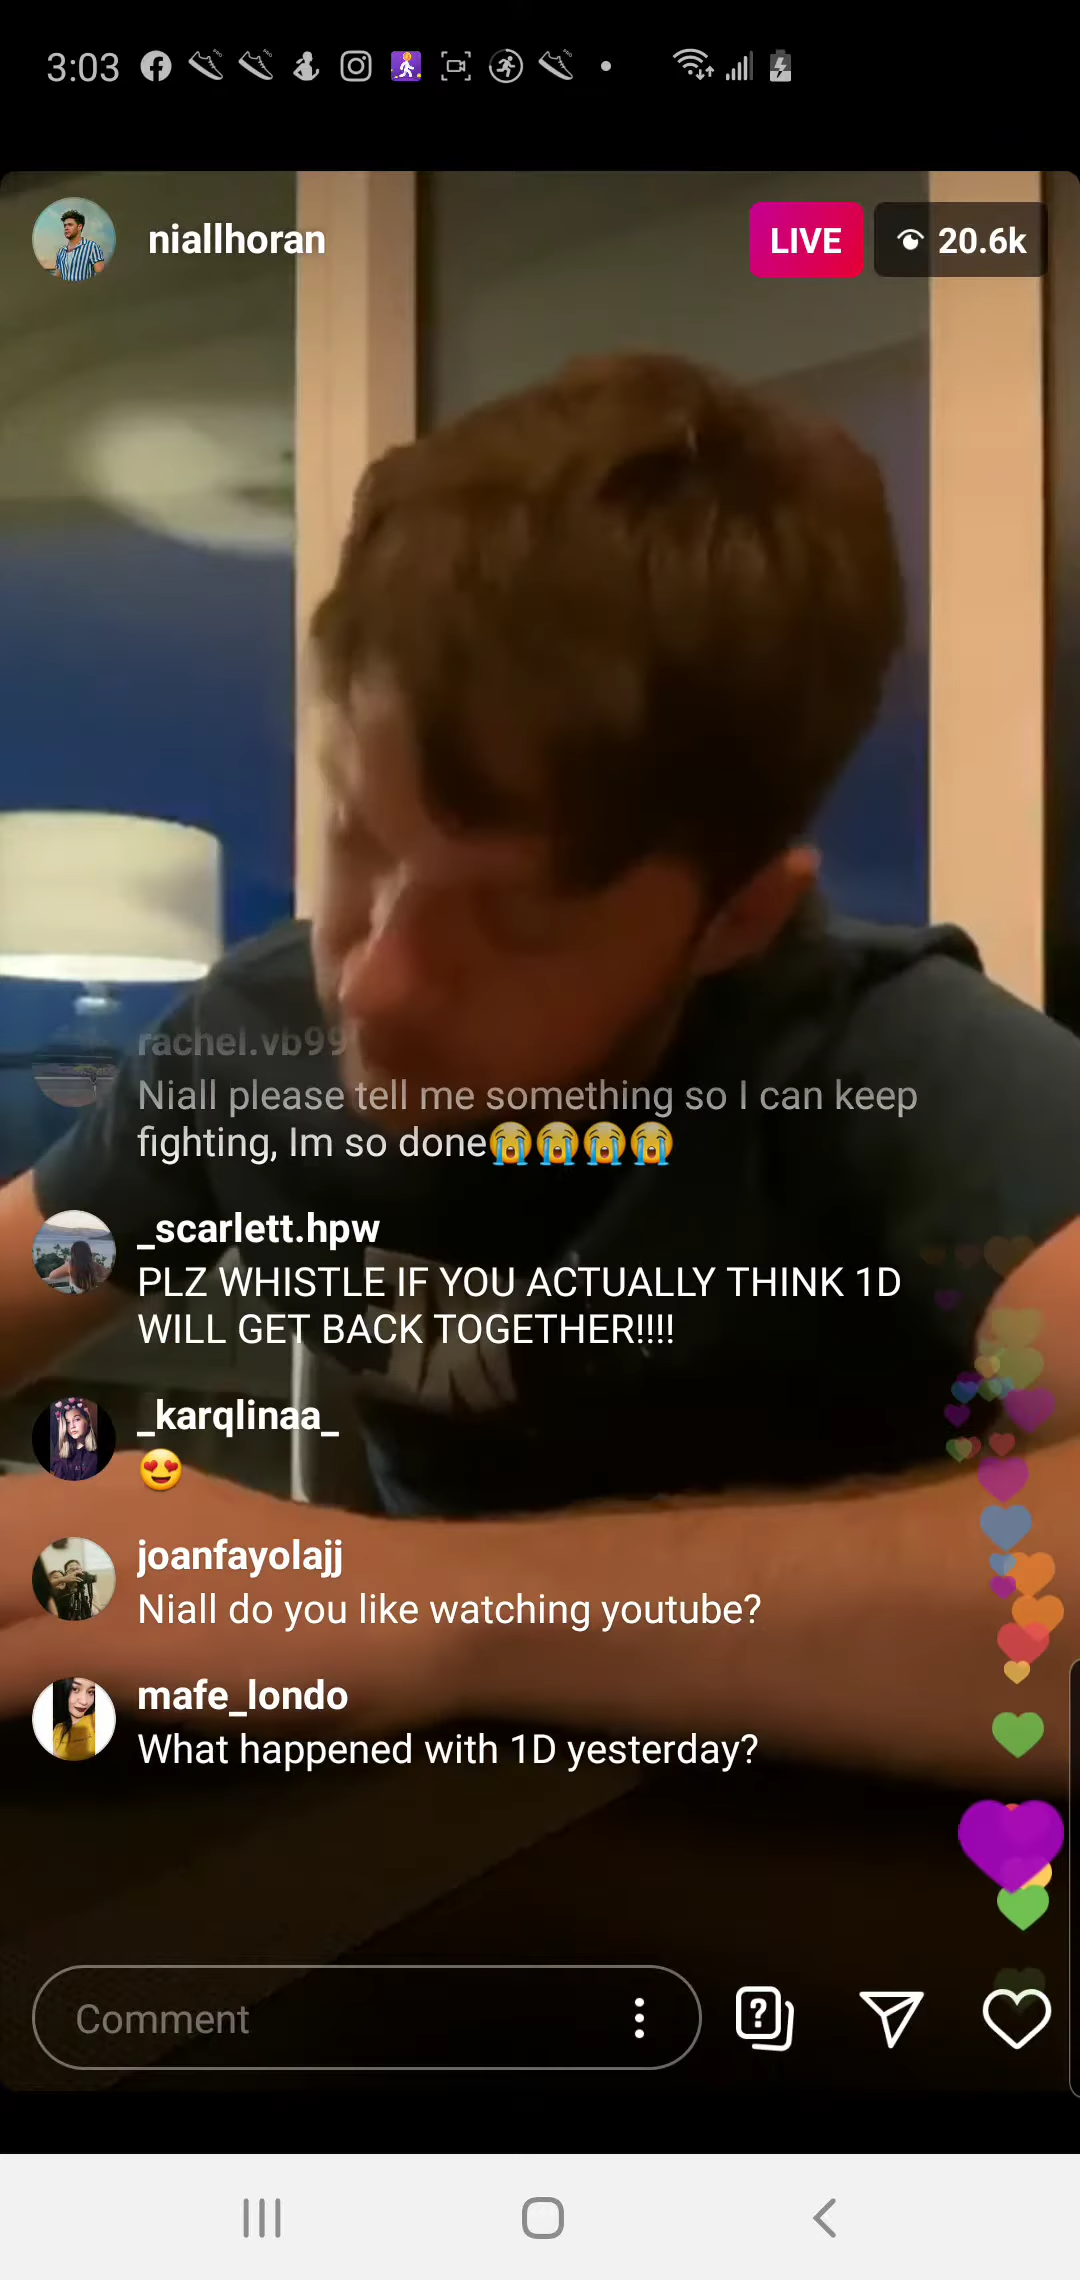 3:03
niallhoran
LIVE
20.6k
rachel.vb99
Niall please tell me something so I can keep
fighting, Im so done😭😭😭😭
_scarlett.hpw
PLZ WHISTLE IF YOU ACTUALLY THINK 1D
WILL GET BACK TOGETHER!!!!
_karqlinaa_
😍
joanfayolajj
Niall do you like watching youtube?
mafe_londo
What happened with 1D yesterday?
Comment